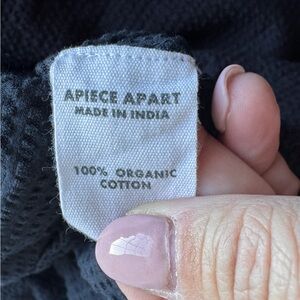 APIECE APART
MADE IN INDIA
100% ORGANIC
COTTON